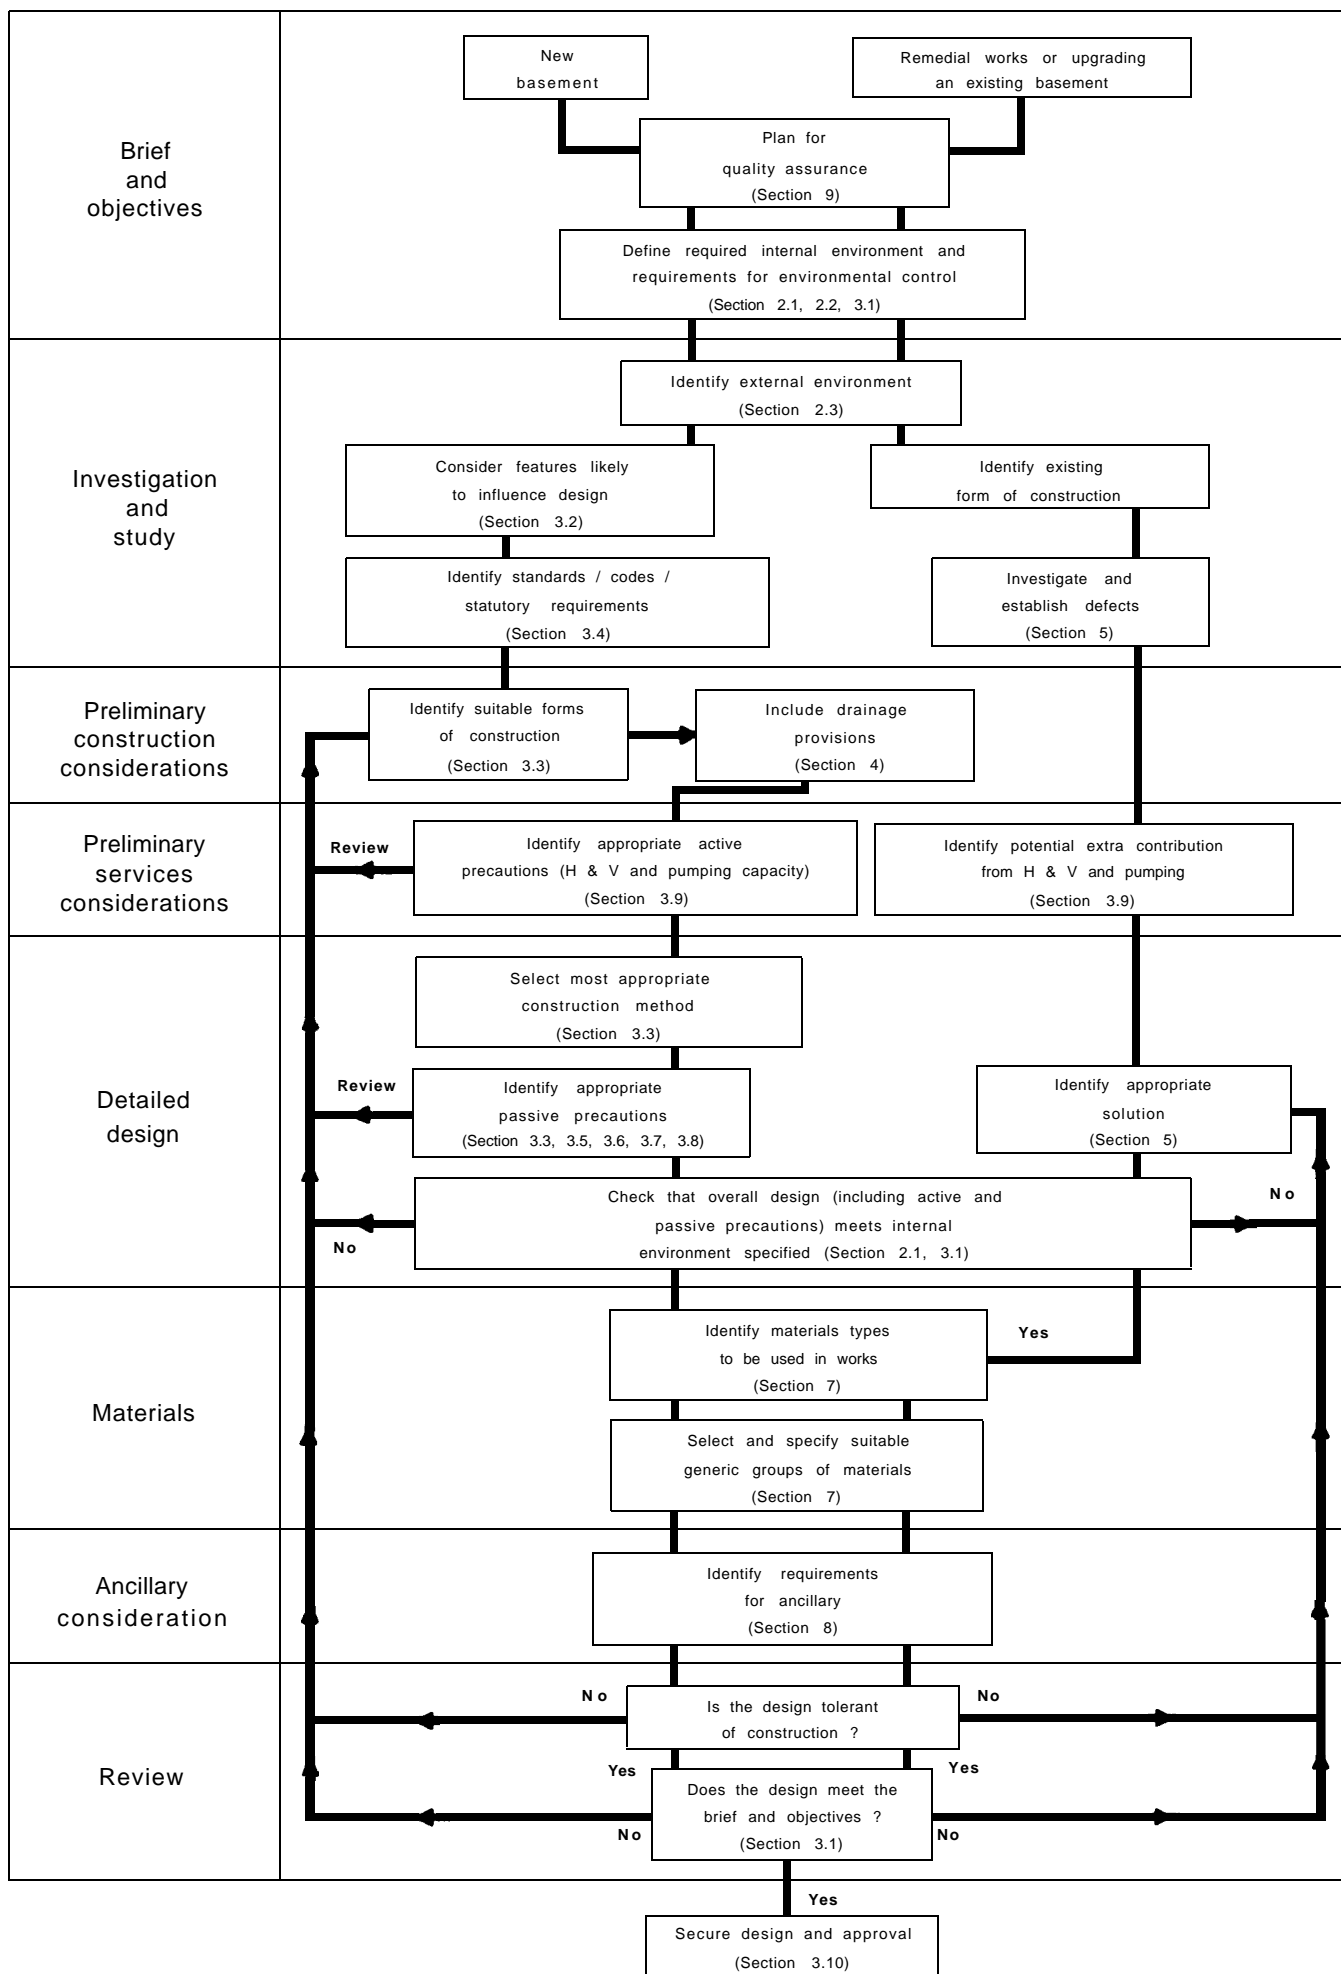 Brief
and
objectives
New
basement
Remedial works or upgrading
an existing basement
Plan for
quality assurance
(Section 9)
Define required internal environment and
requirements for environmental control
(Section 2.1, 2.2, 3.1)
Investigation
and
study
Identify external environment
(Section 2.3)
Consider features likely
to influence design
(Section 3.2)
Identify existing
form of construction
Identify standards / codes /
statutory requirements
(Section 3.4)
Investigate and
establish defects
(Section 5)
Preliminary
construction
considerations
Identify suitable forms
of construction
(Section 3.3)
Include drainage
provisions
(Section 4)
Preliminary
services
considerations
Review
Identify appropriate active
precautions (H & V and pumping capacity)
(Section 3.9)
Identify potential extra contribution
from H & V and pumping
(Section 3.9)
Detailed
design
Select most appropriate
construction method
(Section 3.3)
Review
Identify appropriate
passive precautions
(Section 3.3, 3.5, 3.6, 3.7, 3.8)
Identify appropriate
solution
(Section 5)
No
Check that overall design (including active and
passive precautions) meets internal
environment specified (Section 2.1, 3.1)
No
Materials
Identify materials types
to be used in works
(Section 7)
Yes
Select and specify suitable
generic groups of materials
(Section 7)
Ancillary
consideration
Identify requirements
for ancillary
(Section 8)
Review
No
Is the design tolerant
of construction ?
No
Yes
Yes
Does the design meet the
brief and objectives ?
(Section 3.1)
No
No
Yes
Secure design and approval
(Section 3.10)